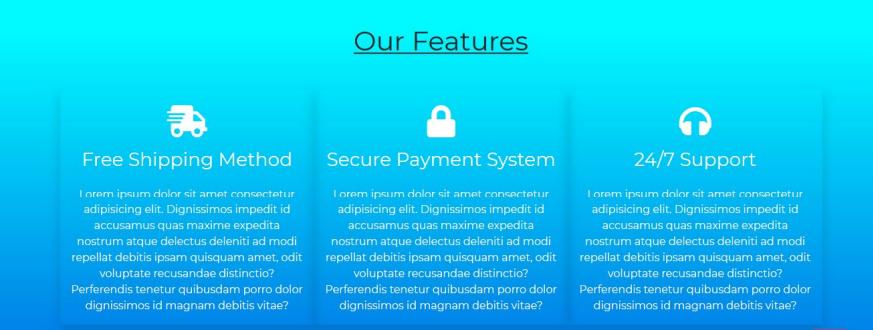 Our Features
Free Shipping Method
Lorem ipsum dolor sit amet consectetur
adipisicing elit. Dignissimos impedit id
accusamus quas maxime expedita
nostrum atque delectus deleniti ad modi
repellat debitis ipsam quisquam amet, odit
voluptate recusandae distinctio?
Perferendis tenetur quibusdam porro dolor
dignissimos id magnam debitis vitae?
Secure Payment System
Lorem ipsum dolor sit amet consectetur
adipisicing elit. Dignissimos impedit id
accusamus quas maxime expedita
nostrum atque delectus deleniti ad modi
repellat debitis ipsam quisquam amet, odit
voluptate recusandae distinctio?
Perferendis tenetur quibusdam porro dolor
dignissimos id magnam debitis vitae?
24/7 Support
Lorem ipsum dolor sit amet consectetur
adipisicing elit. Dignissimos impedit id
accusamus quas maxime expedita
nostrum atque delectus deleniti ad modi
repellat debitis ipsam quisquam amet, odit
voluptate recusandae distinctio?
Perferendis tenetur quibusdam porro dolor
dignissimos id magnam debitis vitae?